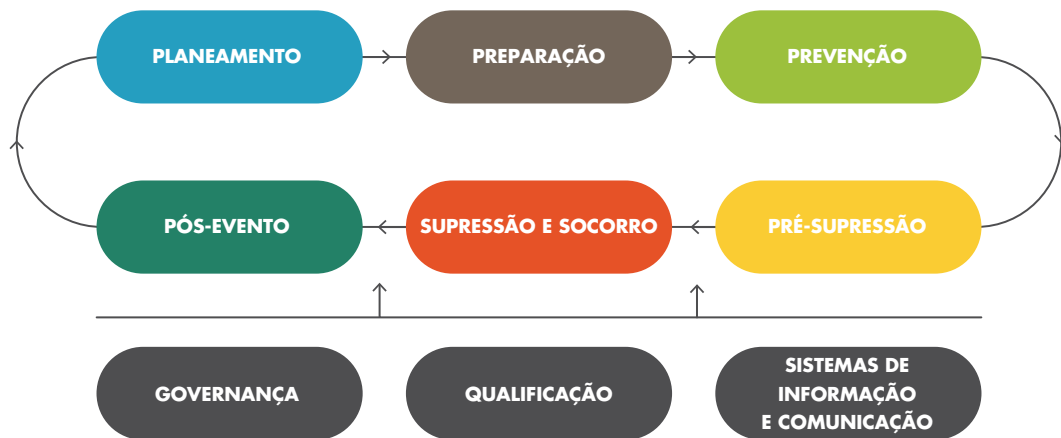 PLANEAMENTO
PREPARAÇÃO
PREVENÇÃO
PÓS-EVENTO
SUPRESSÃO E SOCORRO
PRÉ-SUPRESSÃO
GOVERNANÇA
QUALIFICAÇÃO
SISTEMAS DE
INFORMAÇÃO
E COMUNICAÇÃO